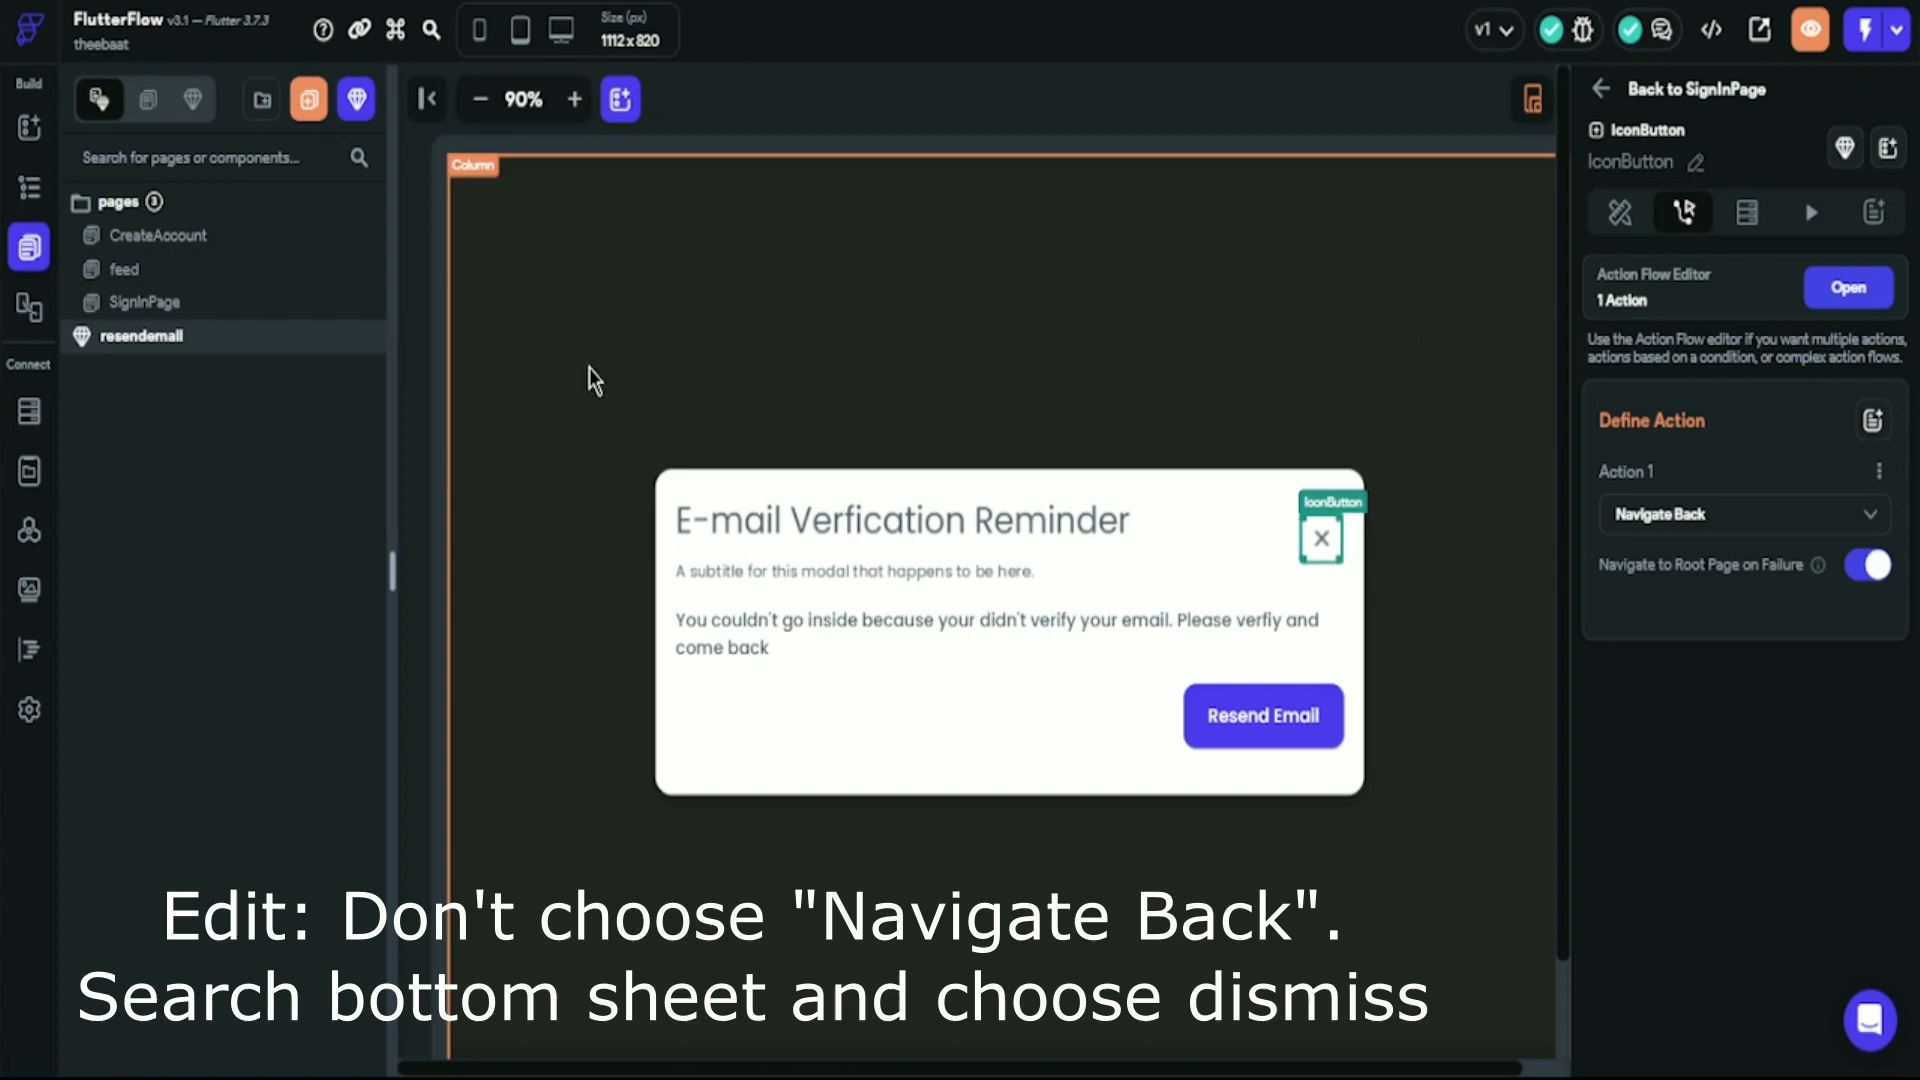 FlutterFlow v3.1 — Flutter 3.7.3
theebaat
Size (px)
1112 x 820
v1
Build
90%
Back to SignInPage
IconButton
IconButton
Search for pages or components...
pages 3
CreateAccount
feed
SignInPage
resendemail
Connect
Column
Action Flow Editor
1 Action
Open
Use the Action Flow editor if you want multiple actions,
actions based on a condition, or complex action flows.
Define Action
Action 1
Navigate Back
Navigate to Root Page on Failure
IconButton
E-mail Verfication Reminder
A subtitle for this modal that happens to be here.
You couldn't go inside because your didn't verify your email. Please verfiy and
come back
Resend Email
Edit: Don't choose "Navigate Back".
Search bottom sheet and choose dismiss